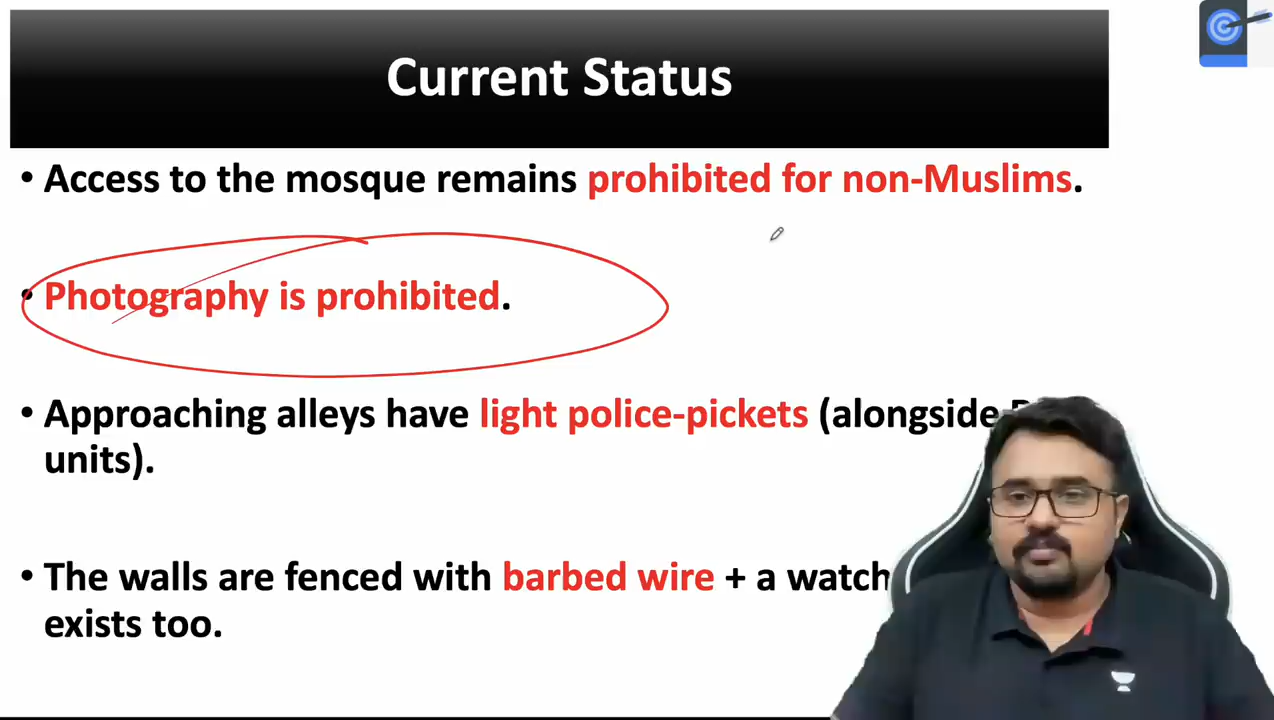 Current Status
• Access to the mosque remains prohibited for non-Muslims.
• Photography is prohibited.
• Approaching alleys have light police-pickets (alongside
units).
• The walls are fenced with barbed wire + a watch
exists too.